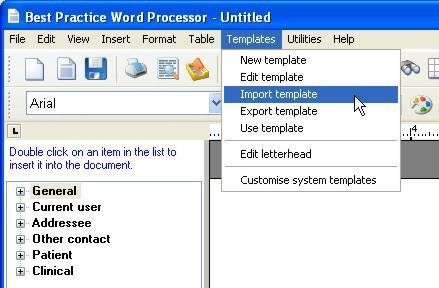 Best Practice Word Processor - Untitled
File Edit View Insert Format Table Templates Utilities Help
New template
Edit template
Import template
Export template
Use template
Edit letterhead
Customise system templates
Arial
L
4
Double click on an item in the list to
insert it into the document.
General
Current user
Addressee
Other contact
Patient
Clinical